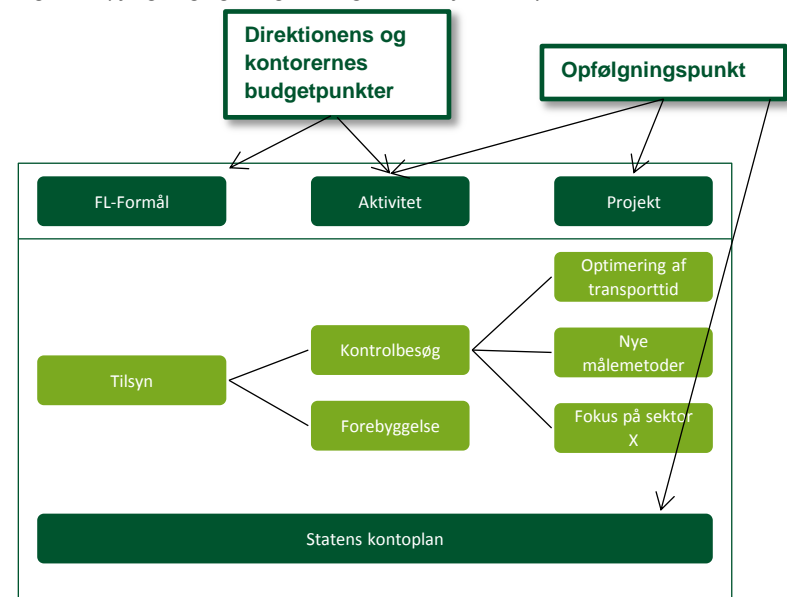 Direktionens og
kontorernes
budgetpunkter
Opfølgningspunkt
FL-Formål
Aktivitet
Projekt
Optimering af
transporttid
Kontrolbesøg
Nye
målemetoder
Tilsyn
Forebyggelse
Fokus på sektor
X
Statens kontoplan